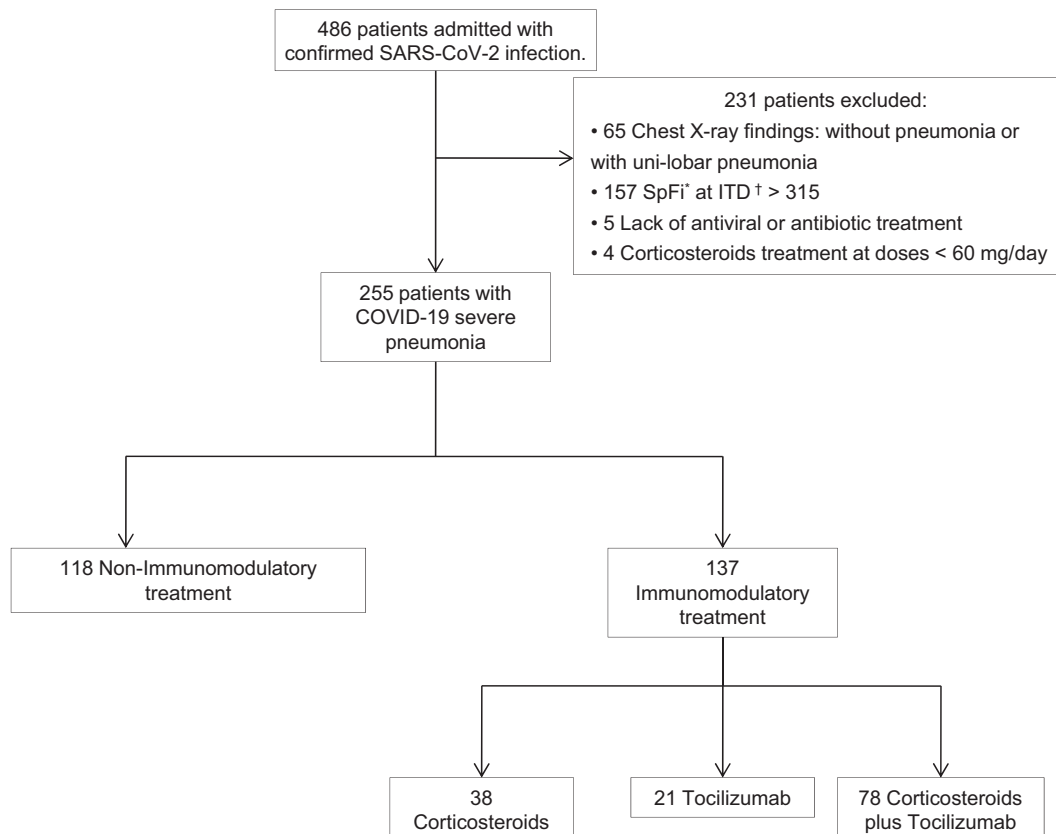 486 patients admitted with
confirmed SARS-CoV-2 infection.
231 patients excluded:
• 65 Chest X-ray findings: without pneumonia or
with uni-lobar pneumonia
• 157 SpFi* at ITD † > 315
• 5 Lack of antiviral or antibiotic treatment
• 4 Corticosteroids treatment at doses < 60 mg/day
255 patients with
COVID-19 severe
pneumonia
118 Non-Immunomodulatory
treatment
137
Immunomodulatory
treatment
38
Corticosteroids
21 Tocilizumab
78 Corticosteroids
plus Tocilizumab